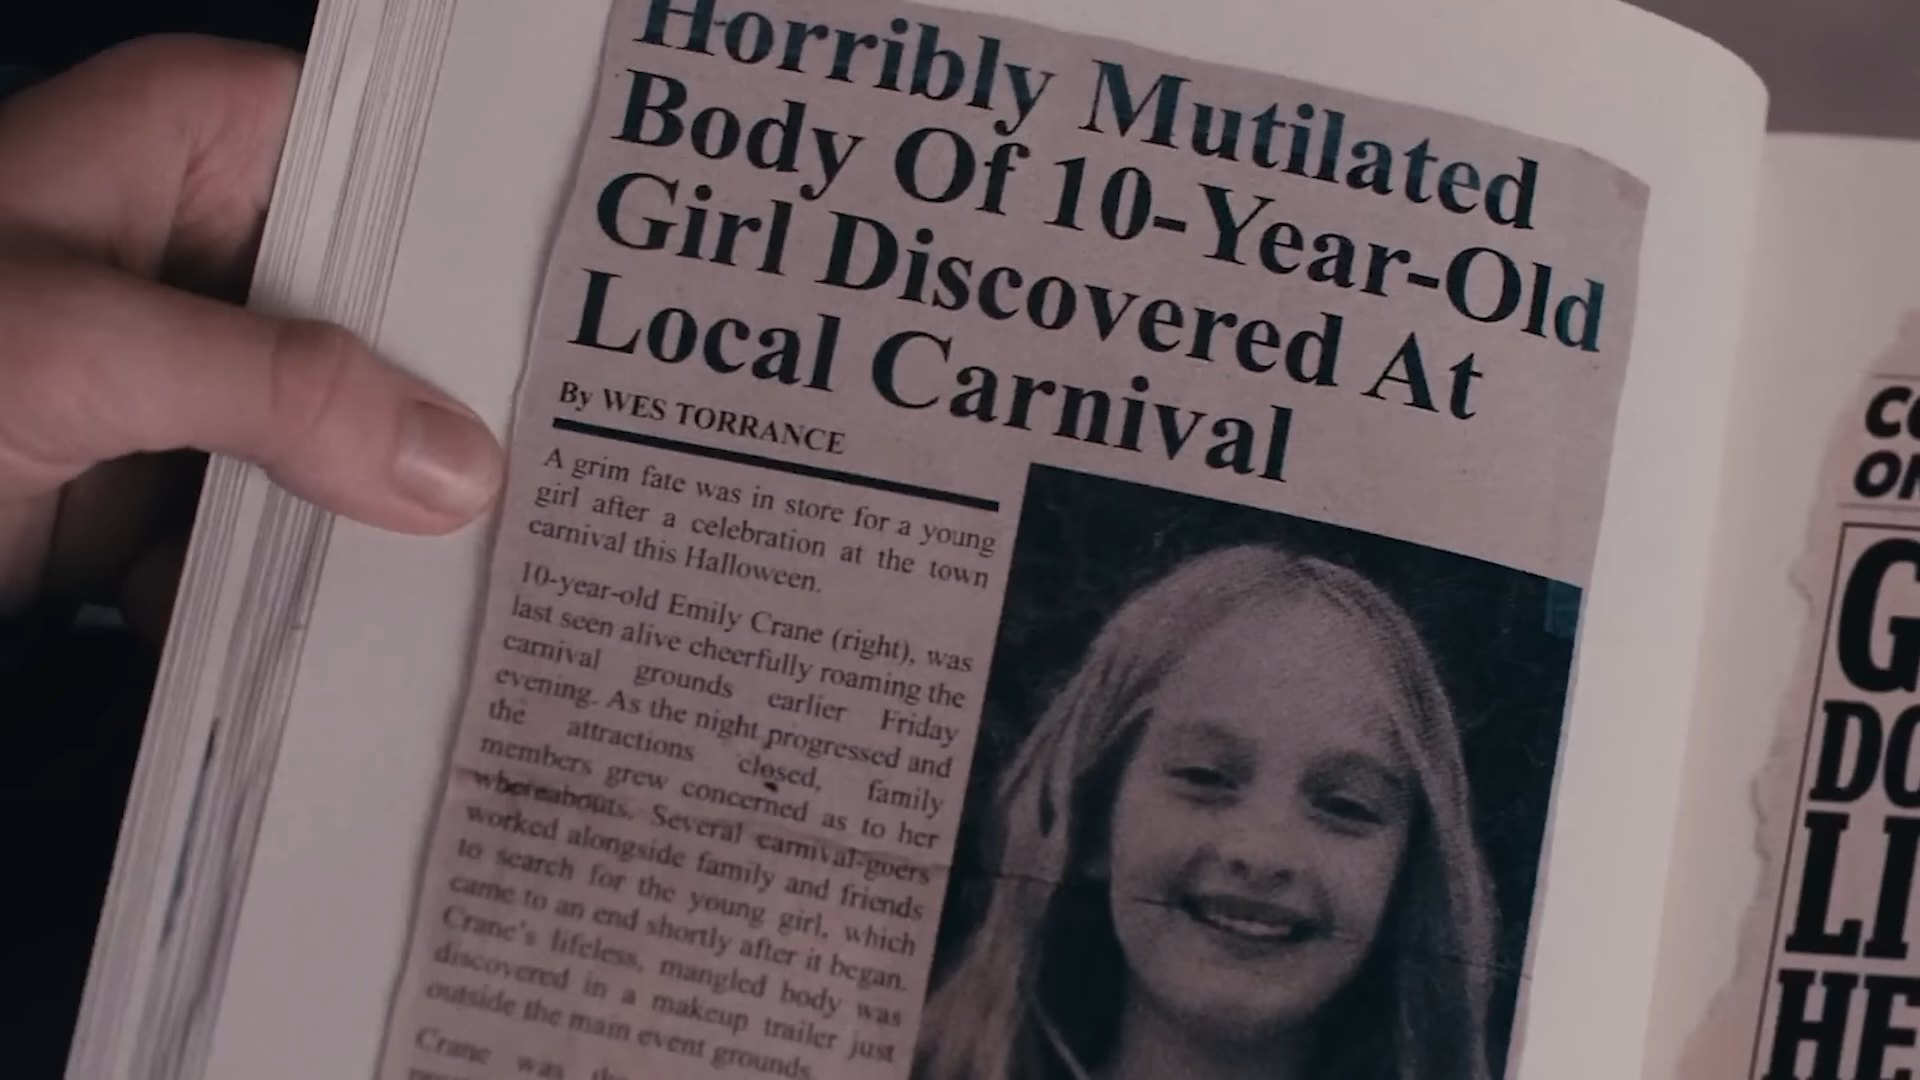 Horribly Mutilated
Body Of 10-Year-Old
Girl Discovered At
Local Carnival
By WES TORRANCE
A grim fate was in store for a young
girl after a celebration at the town
carnival this Halloween.
10-year-old Emily Crane (right), was
last seen alive cheerfully roaming the
carnival grounds earlier Friday
evening. As the night progressed and
the attractions closed, family
members grew concerned as to her
whereabouts. Several carnival-goers
worked alongside family and friends
to search for the young girl, which
came to an end shortly after it began.
Crane's lifeless, mangled body was
discovered in a makeup trailer just
outside the main event grounds.
Crane was